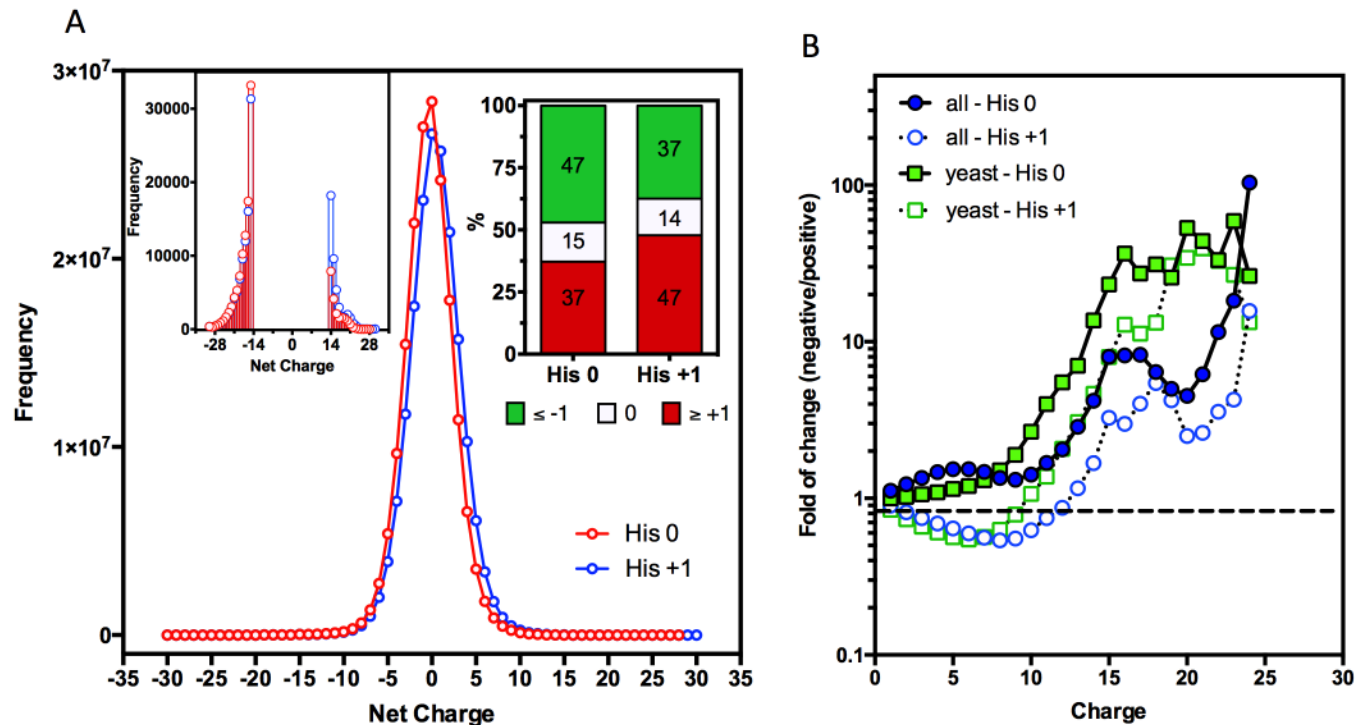 A
3×10⁷
2×10⁷
1×10⁷
0
Frequency
-35 -30 -25 -20 -15 -10 -5 0 5 10 15 20 25 30 35
Net Charge
30000
20000
10000
0
Frequency
-28 -14 0 14 28
Net Charge
100
75
50
25
0
%
47
15
37
37
14
47
His 0 His +1
≤ -1 0 ≥ +1
His 0
His +1
B
all - His 0
all - His +1
yeast - His 0
yeast - His +1
100
10
1
0.1
Fold of change (negative/positive)
0 5 10 15 20 25 30
Charge